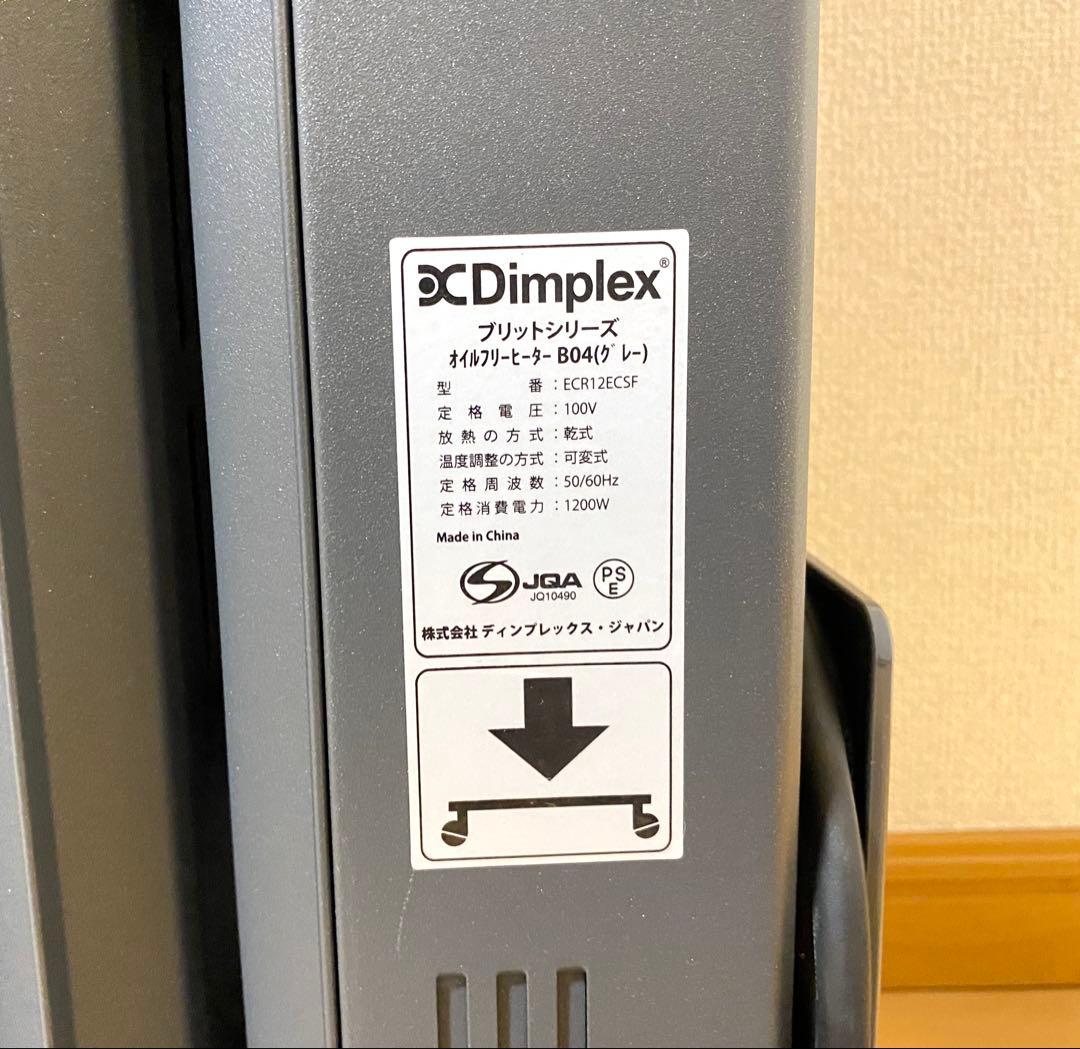 Dimplex®
ブリットシリーズ
オイルフリーヒーター B04(グレー)
型番：ECR12ECSF
定格電圧：100V
放熱の方式：乾式
温度調整の方式：可変式
定格周波数：50/60Hz
定格消費電力：1200W
Made in China
S JQA PSE
JQ10490
株式会社 ディンプレックス・ジャパン